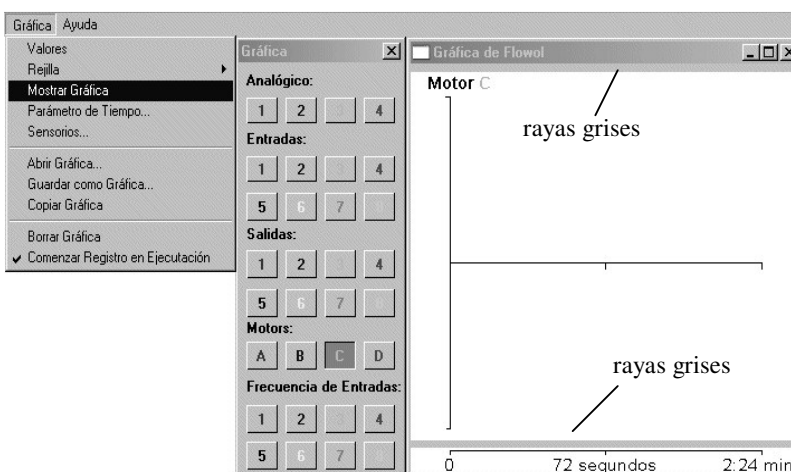 Gráfica Ayuda
Valores
Rejilla
Mostrar Gráfica
Parámetro de Tiempo...
Sensorios...
Abrir Gráfica...
Guardar como Gráfica...
Copiar Gráfica
Borrar Gráfica
Comenzar Registro en Ejecutación
Gráfica
Analógico:
1 2 3 4
Entradas:
1 2 3 4
5 6 7 8
Salidas:
1 2 3 4
5 6 7 8
Motors:
A B C D
Frecuencia de Entradas:
1 2 3 4
5 6 7 8
Gráfica de Flowol
Motor C
rayas grises
rayas grises
0 72 segundos 2:24 min